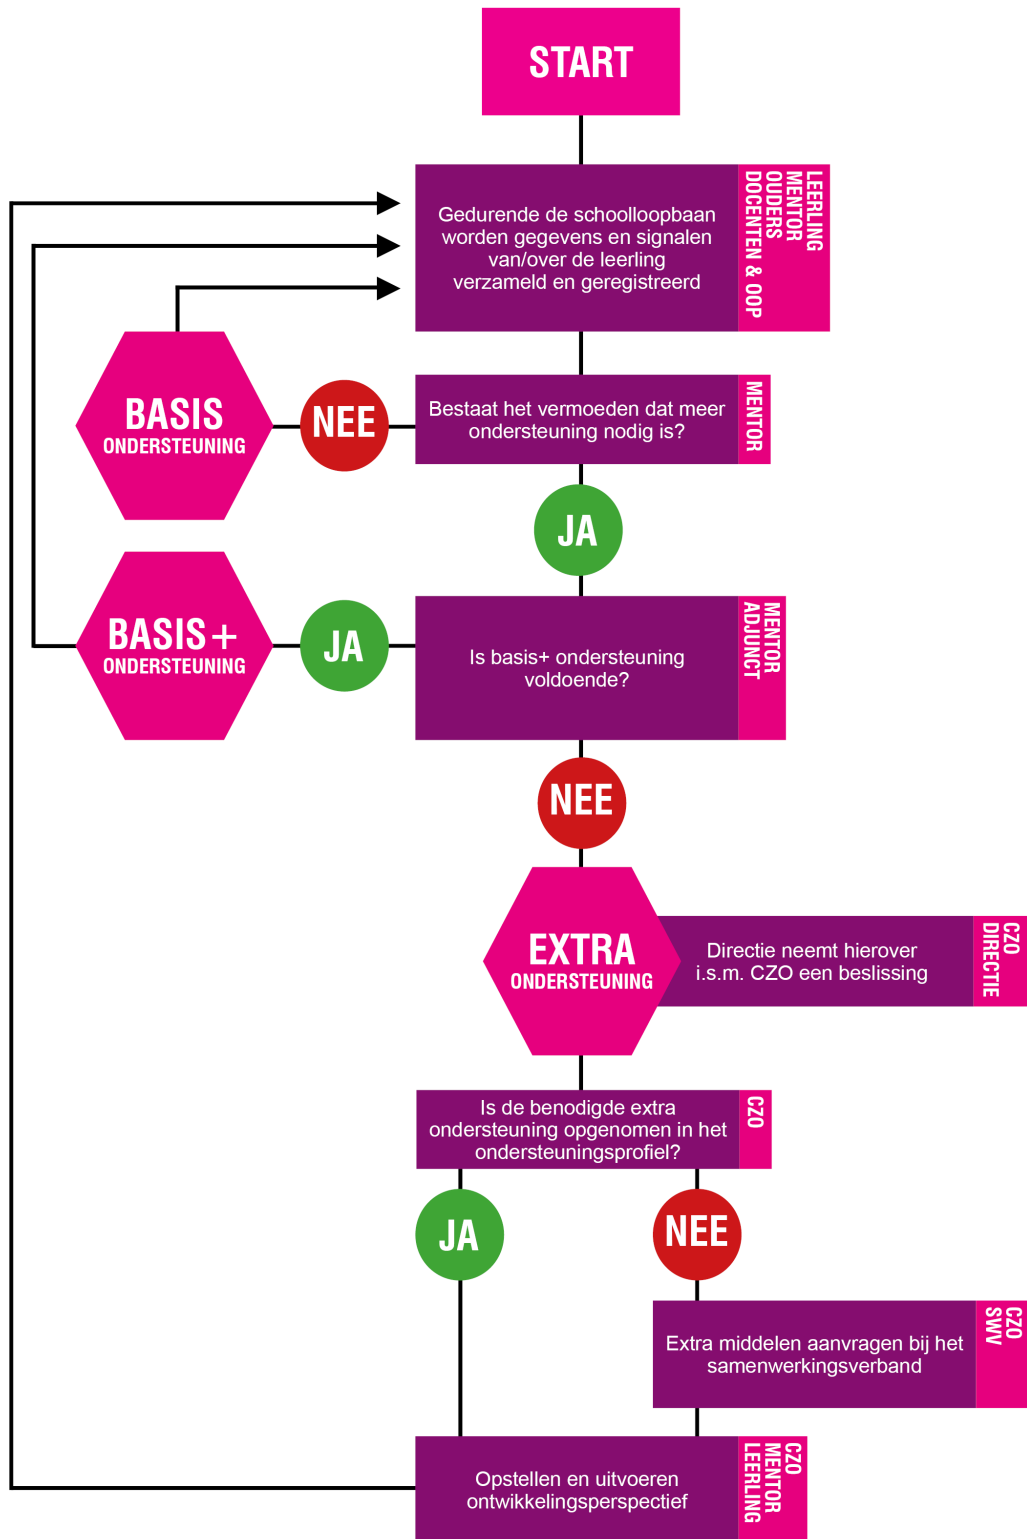 START
Gedurende de schoolloopbaan
worden gegevens en signalen
van/over de leerling
verzameld en geregistreerd
LEERLING
MENTOR
OUDERS
DOCENTEN & OOP
BASIS
ONDERSTEUNING
NEE
Bestaat het vermoeden dat meer
ondersteuning nodig is?
MENTOR
JA
BASIS+
ONDERSTEUNING
JA
Is basis+ ondersteuning
voldoende?
MENTOR
ADJUNCT
NEE
EXTRA
ONDERSTEUNING
Directie neemt hierover
i.s.m. CZO een beslissing
CZO
DIRECTIE
Is de benodigde extra
ondersteuning opgenomen in het
ondersteuningsprofiel?
CZO
JA
NEE
Extra middelen aanvragen bij het
samenwerkingsverband
CZO
SWV
Opstellen en uitvoeren
ontwikkelingsperspectief
CZO
MENTOR
LEERLING